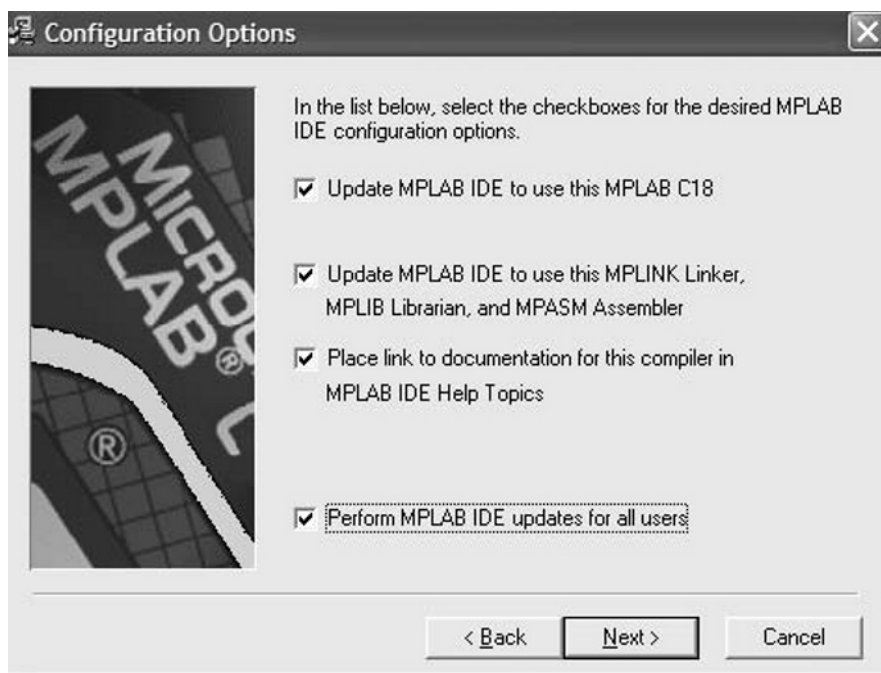 Configuration Options
In the list below, select the checkboxes for the desired MPLAB
IDE configuration options.
Update MPLAB IDE to use this MPLAB C18
Update MPLAB IDE to use this MPLINK Linker,
MPLIB Librarian, and MPASM Assembler
Place link to documentation for this compiler in
MPLAB IDE Help Topics
Perform MPLAB IDE updates for all users
MICROC
MPLAB® C
®
< Back
Next >
Cancel